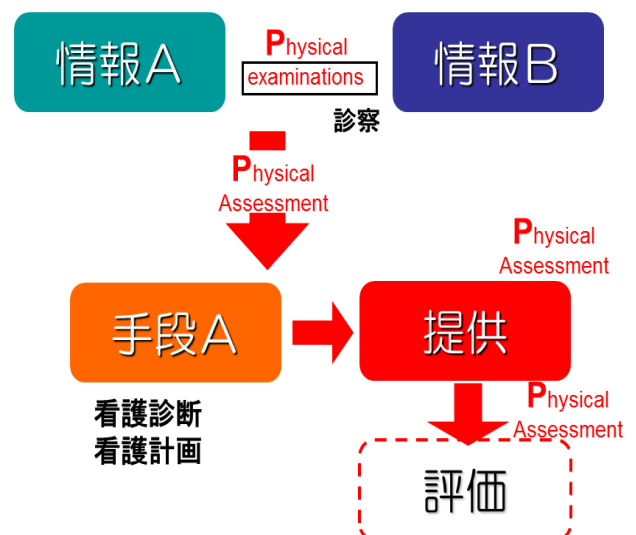 情報A
Physical
examinations
情報B
診察
Physical
Assessment
Physical
Assessment
手段A
提供
看護診断
看護計画
Physical
Assessment
評価